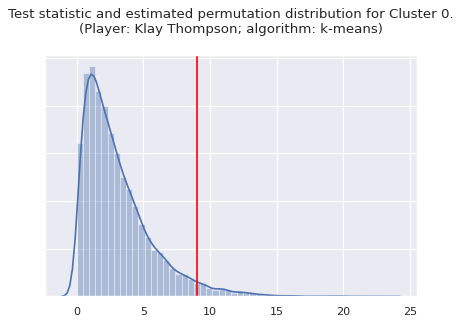 Test statistic and estimated permutation distribution for Cluster 0.
(Player: Klay Thompson; algorithm: k-means)
0 5 10 15 20 25